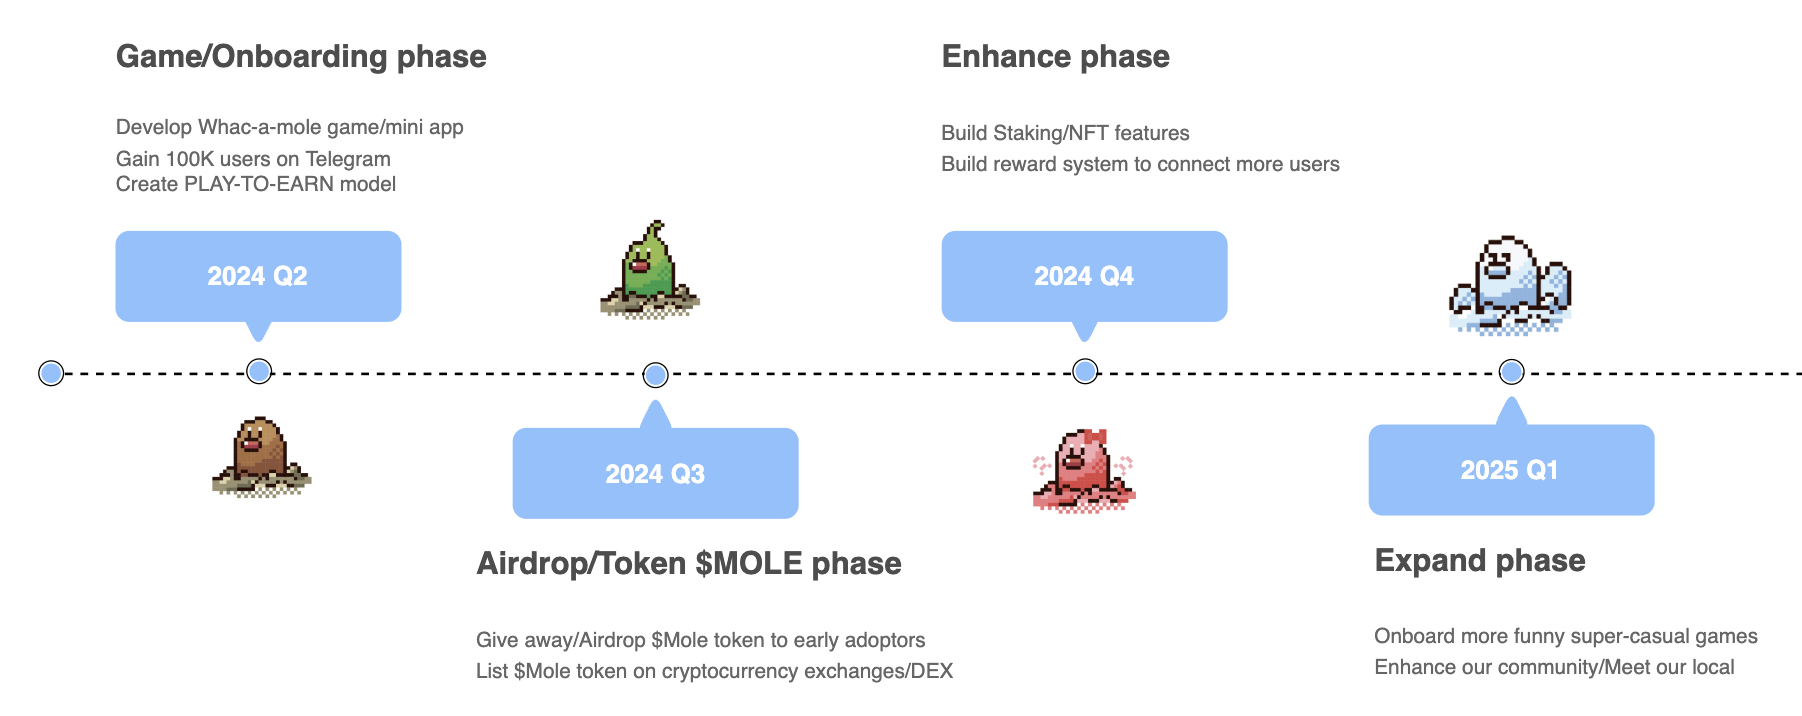 Game/Onboarding phase
Develop Whac-a-mole game/mini app
Gain 100K users on Telegram
Create PLAY-TO-EARN model
2024 Q2
2024 Q3
Airdrop/Token $MOLE phase
Give away/Airdrop $Mole token to early adoptors
List $Mole token on cryptocurrency exchanges/DEX
Enhance phase
Build Staking/NFT features
Build reward system to connect more users
2024 Q4
2025 Q1
Expand phase
Onboard more funny super-casual games
Enhance our community/Meet our local